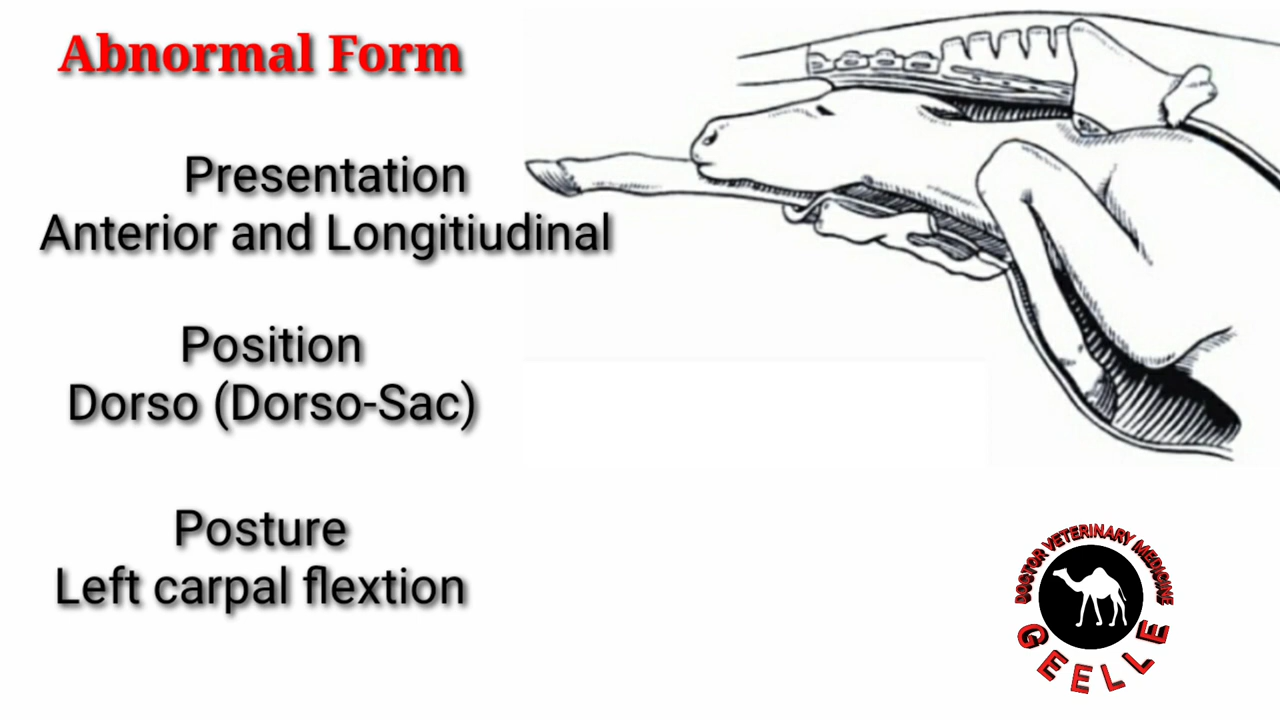 Abnormal Form
Presentation
Anterior and Longitiudinal
Position
Dorso (Dorso-Sac)
Posture
Left carpal flextion
DOCTOR VETERINARY MEDICINE
GEELLE